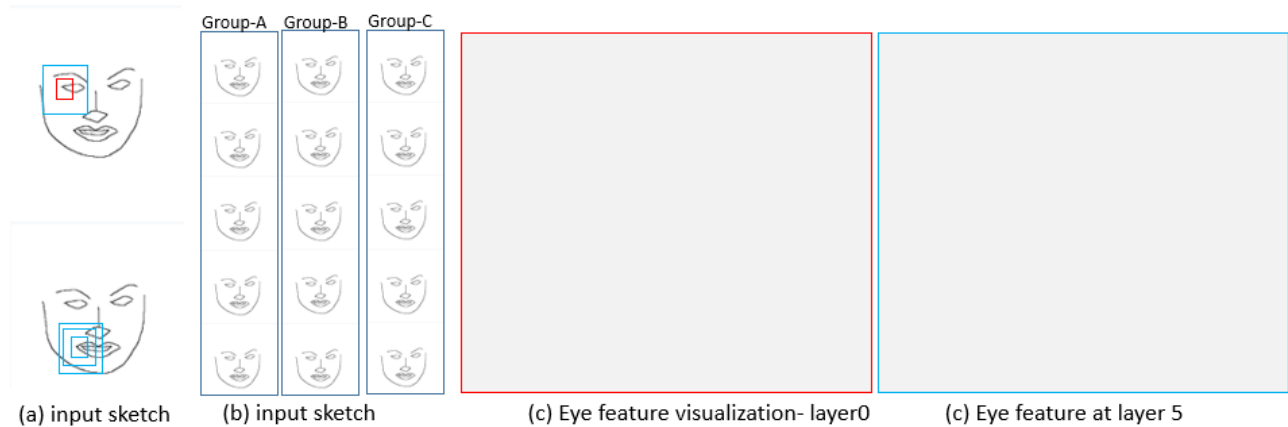 Group-A Group-B Group-C
(a) input sketch
(b) input sketch
(c) Eye feature visualization- layer0
(c) Eye feature at layer 5